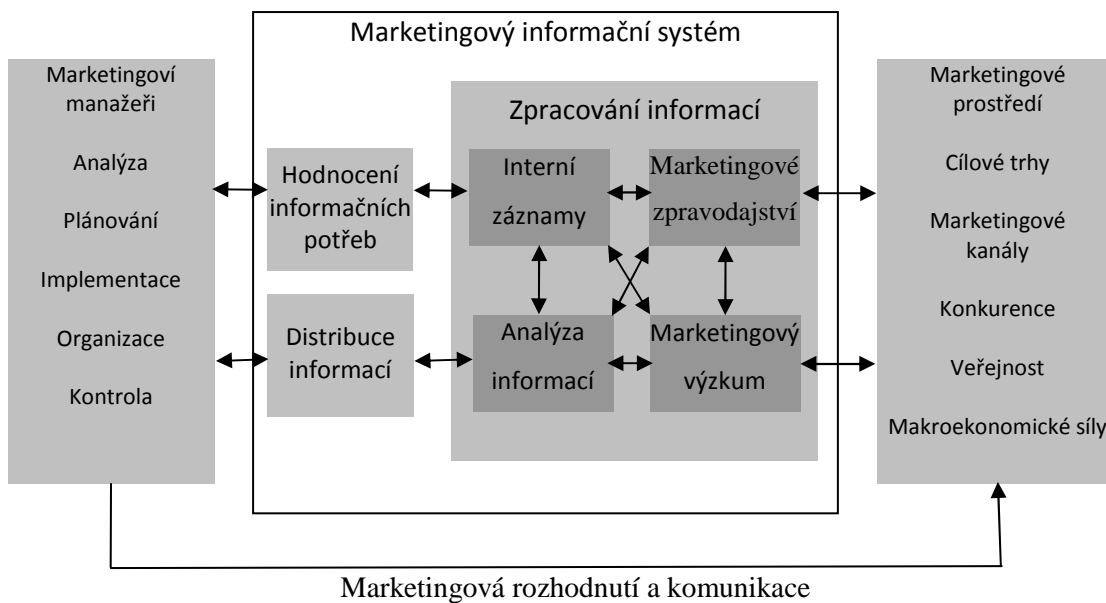 Marketingový informační systém
Marketingoví
manažeři
Analýza
Plánování
Implementace
Organizace
Kontrola
Hodnocení
informačních
potřeb
Distribuce
informací
Zpracování informací
Interní
záznamy
Marketingové
zpravodajství
Analýza
informací
Marketingový
výzkum
Marketingové
prostředí
Cílové trhy
Marketingové
kanály
Konkurence
Veřejnost
Makroekonomické síly
Marketingová rozhodnutí a komunikace